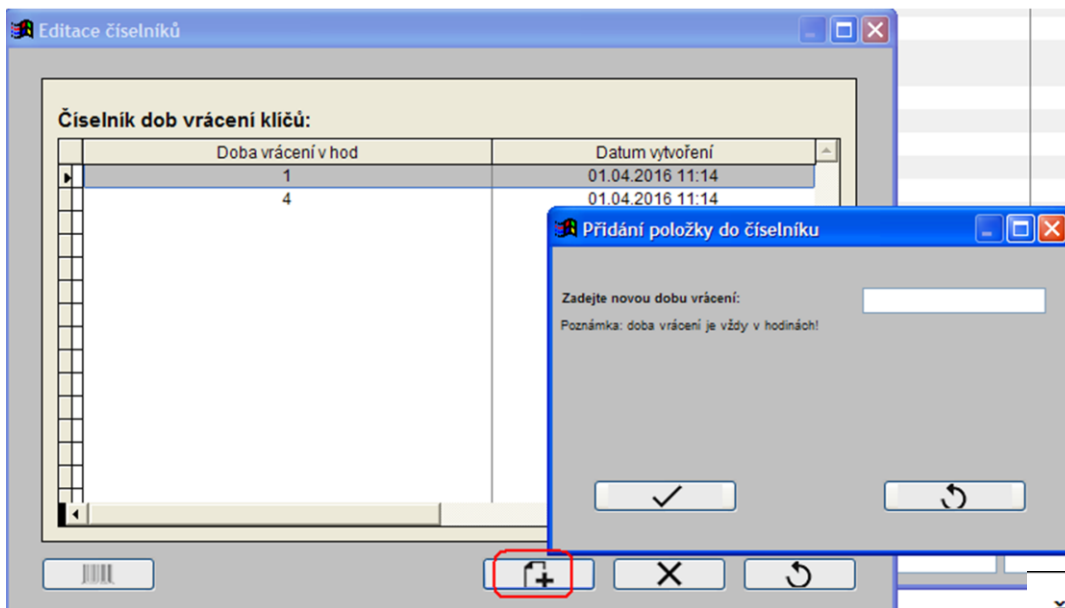 Editace číselníků
Číselník dob vrácení klíčů:
Doba vrácení v hod Datum vytvoření
1 01.04.2016 11:14
4 01.04.2016 11:14
Přidání položky do číselníku
Zadejte novou dobu vrácení:
Poznámka: doba vrácení je vždy v hodinách!